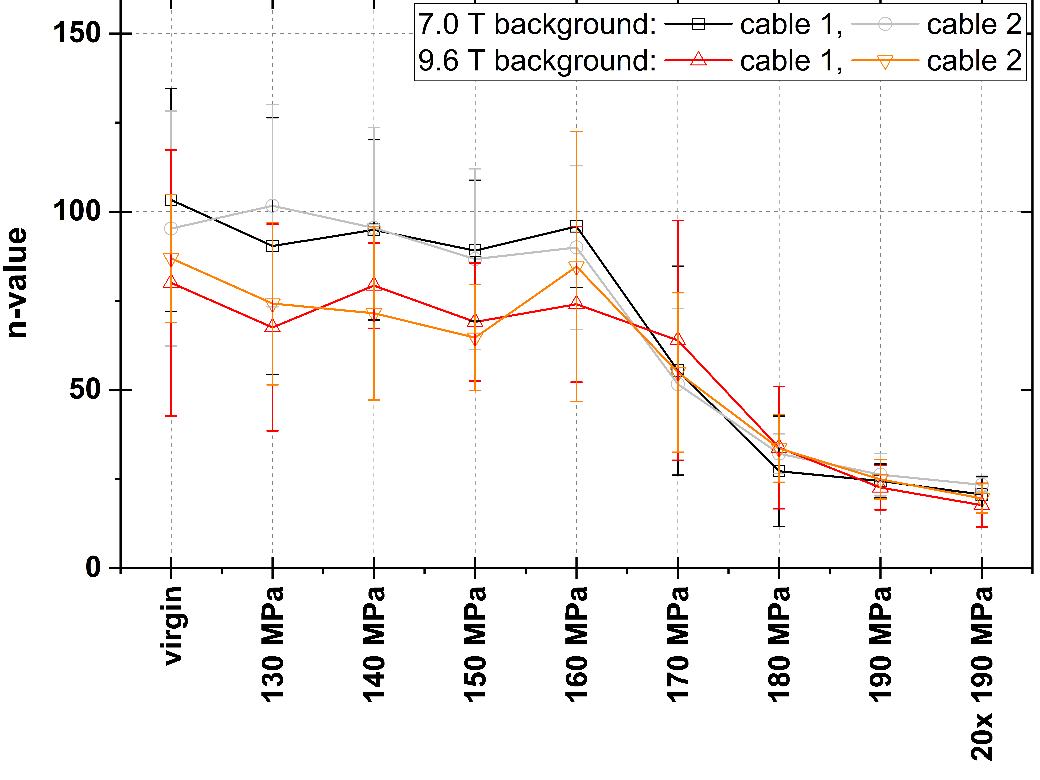 7.0 T background: cable 1, cable 2
9.6 T background: cable 1, cable 2
150
100
50
0
n-value
virgin
130 MPa
140 MPa
150 MPa
160 MPa
170 MPa
180 MPa
190 MPa
20x 190 MPa